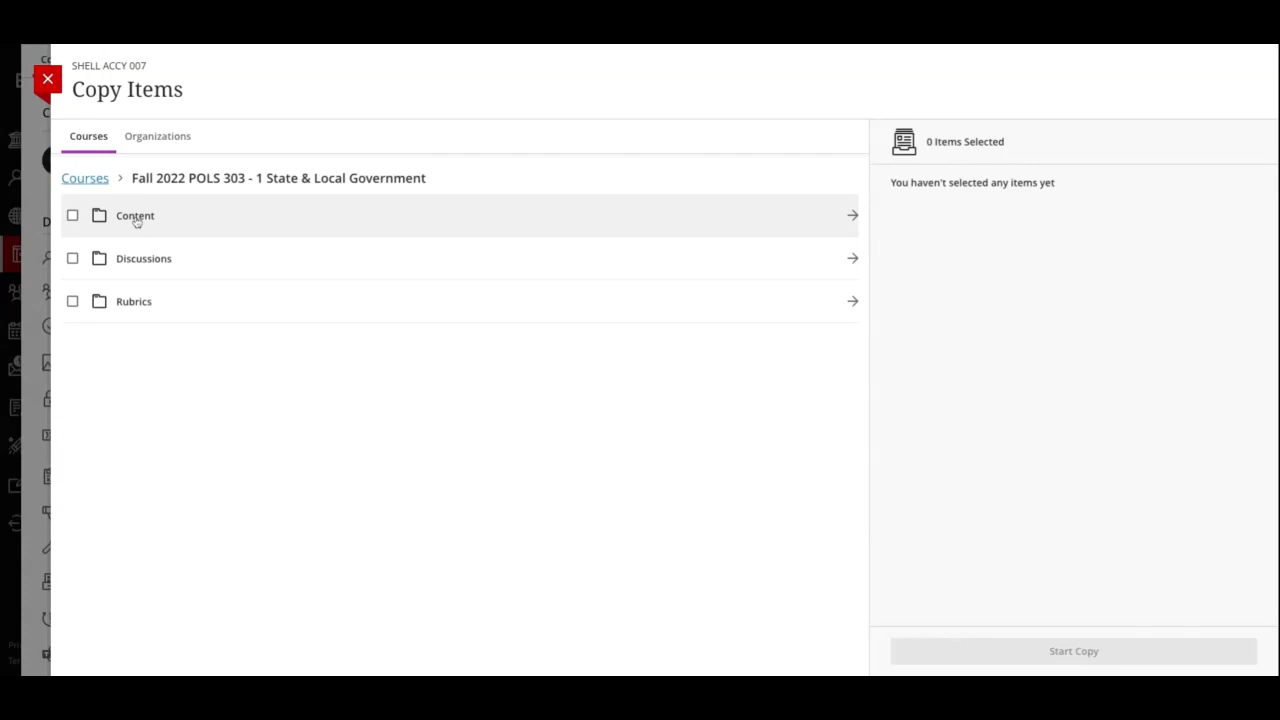 SHELL ACCY 007
Copy Items
Courses
Organizations
0 Items Selected
Courses > Fall 2022 POLS 303 - 1 State & Local Government
You haven't selected any items yet
Content
Discussions
Rubrics
Start Copy